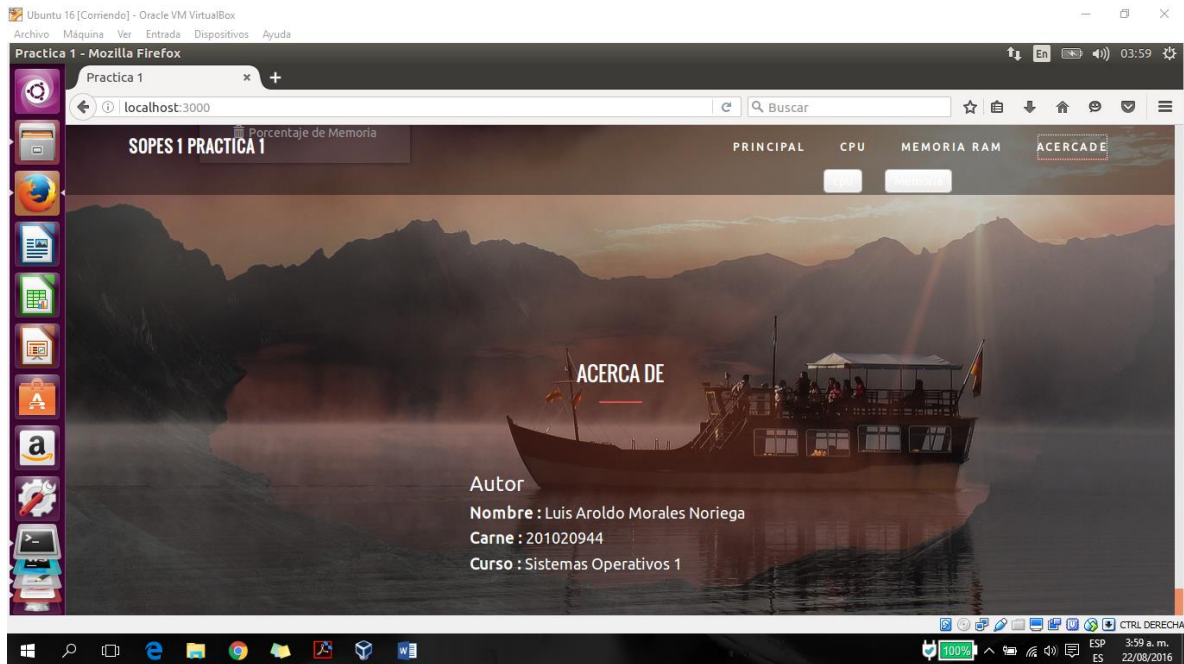 Ubuntu 16 [Corriendo] - Oracle VM VirtualBox
Archivo Máquina Ver Entrada Dispositivos Ayuda
Practica 1 - Mozilla Firefox
En 03:59
Practica 1
localhost:3000
Buscar
Porcentaje de Memoria
SOPES 1 PRACTICA 1
PRINCIPAL CPU MEMORIA RAM ACERCADE
Memoria
ACERCA DE
Autor
Nombre : Luis Aroldo Morales Noriega
Carne : 201020944
Curso : Sistemas Operativos 1
CTRL DERECHA
100%
ESP
ES
3:59 a. m.
22/08/2016